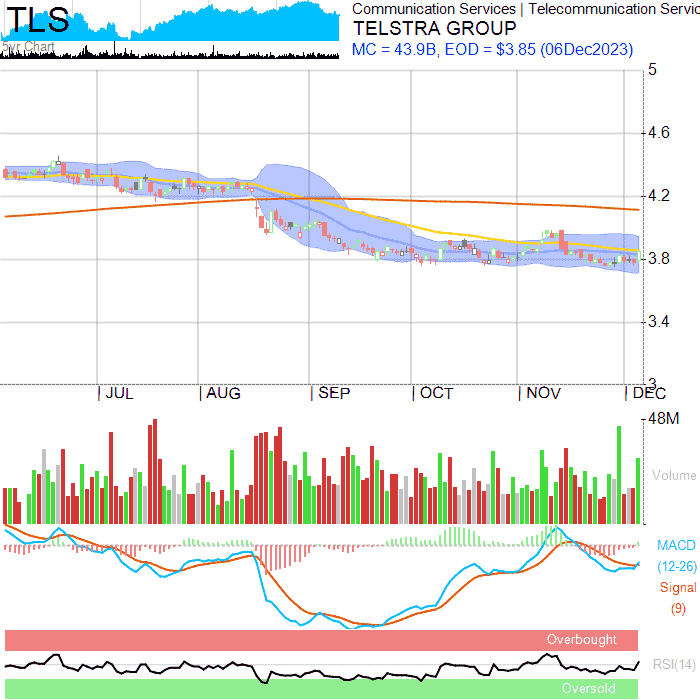 TLS
5yr Chart
Communication Services | Telecommunication Servic
TELSTRA GROUP
MC = 43.9B, EOD = $3.85 (06Dec2023)
5
4.6
4.2
3.8
3.4
3
JUL
AUG
SEP
OCT
NOV
DEC
48M
Volume
MACD
(12-26)
Signal
(9)
Overbought
RSI(14)
Oversold